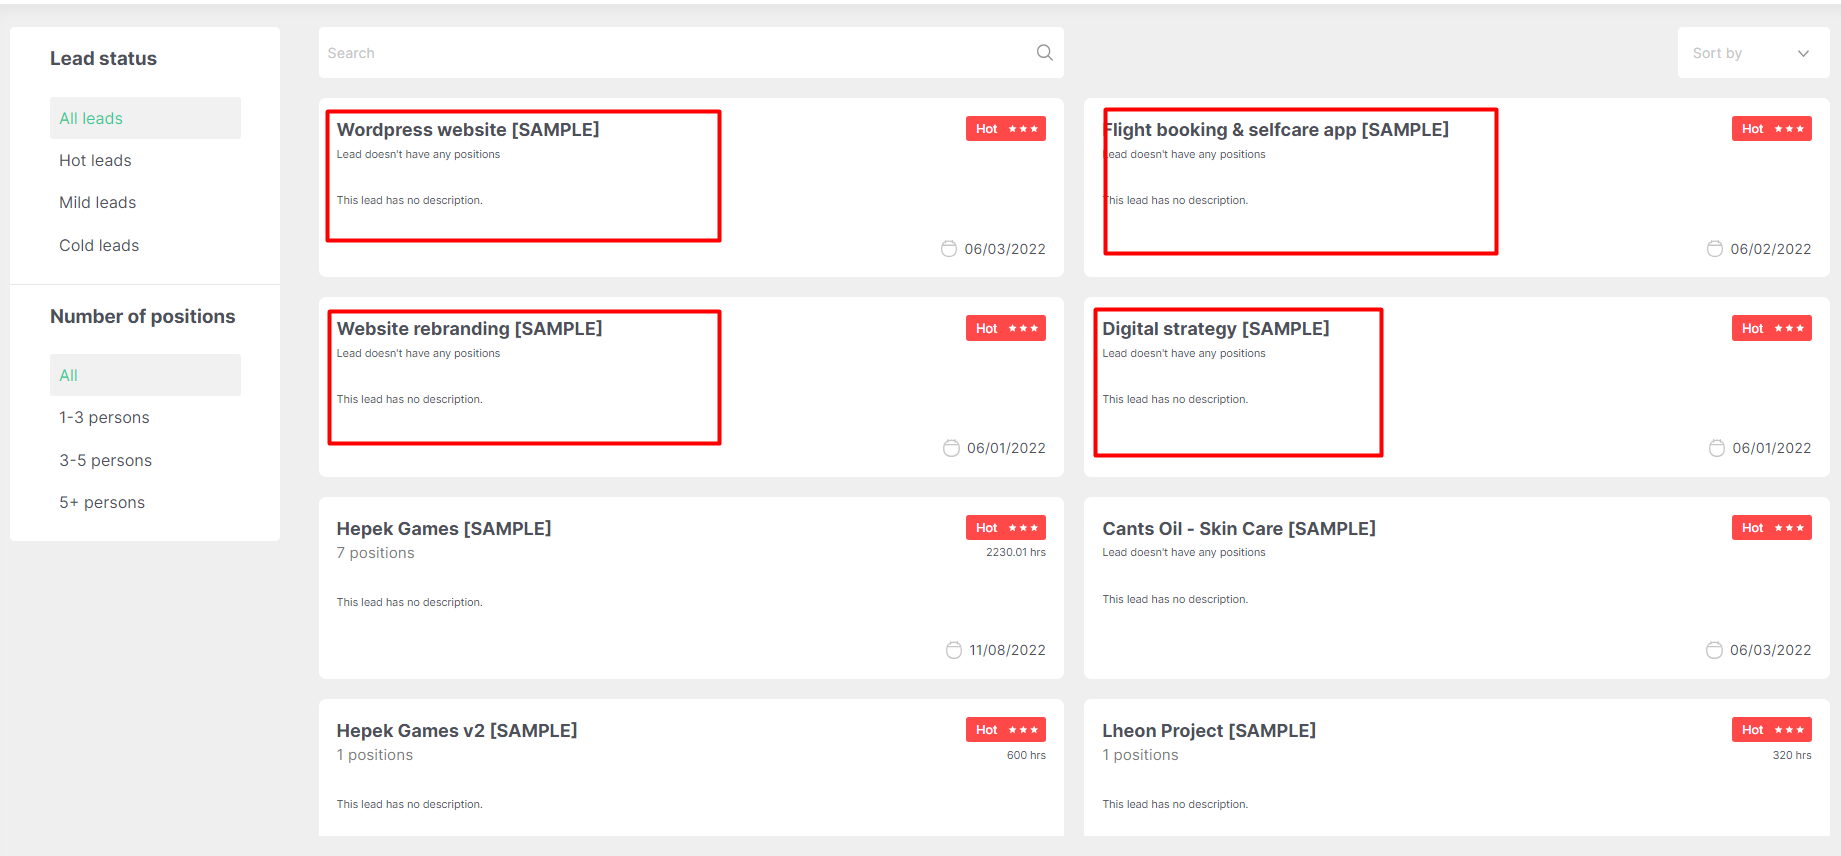 Lead status
All leads
Hot leads
Mild leads
Cold leads
Number of positions
All
1-3 persons
3-5 persons
5+ persons
Search
Sort by
Wordpress website [SAMPLE]
Hot
Lead doesn't have any positions
This lead has no description.
06/03/2022
Flight booking & selfcare app [SAMPLE]
Hot
Lead doesn't have any positions
This lead has no description.
06/02/2022
Website rebranding [SAMPLE]
Hot
Lead doesn't have any positions
This lead has no description.
06/01/2022
Digital strategy [SAMPLE]
Hot
Lead doesn't have any positions
This lead has no description.
06/01/2022
Hepek Games [SAMPLE]
Hot
7 positions
2230.01 hrs
This lead has no description.
11/08/2022
Cants Oil - Skin Care [SAMPLE]
Hot
Lead doesn't have any positions
This lead has no description.
06/03/2022
Hepek Games v2 [SAMPLE]
Hot
1 positions
600 hrs
This lead has no description.
Lheon Project [SAMPLE]
Hot
1 positions
320 hrs
This lead has no description.